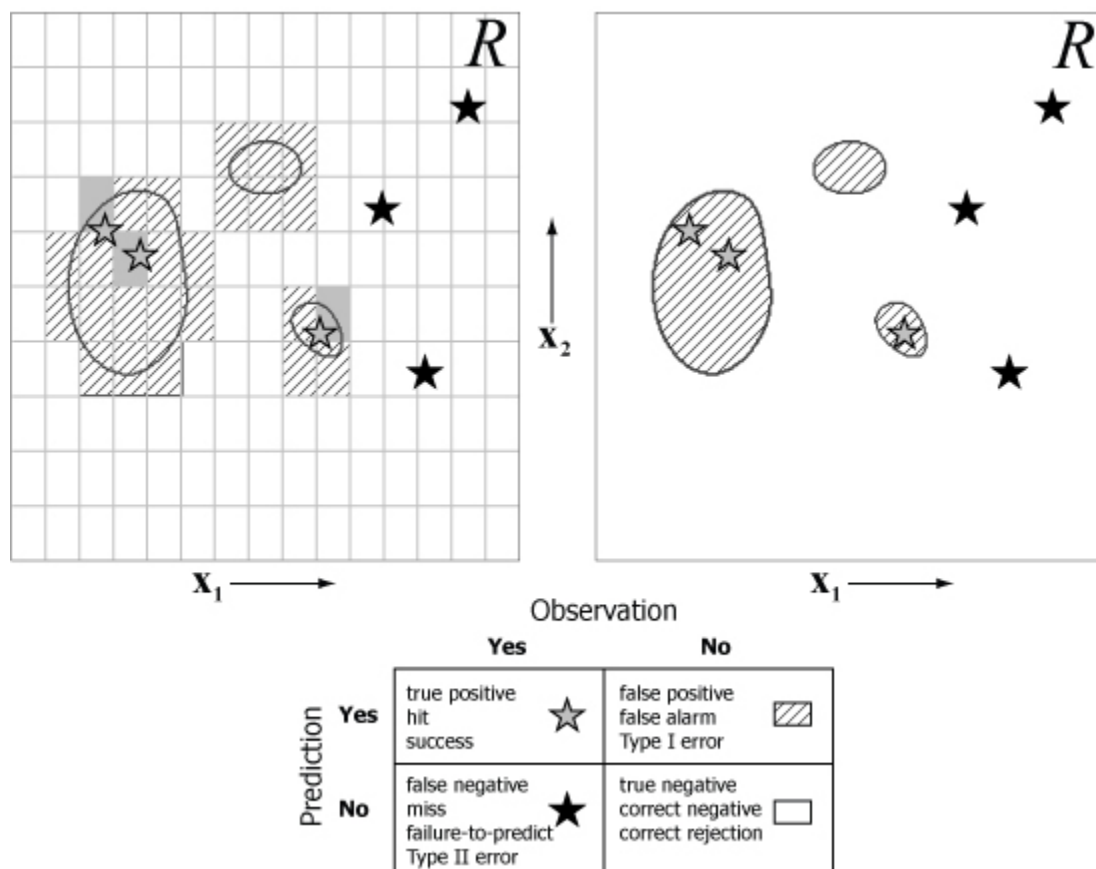 R
R
x₂
x₁
x₁
Observation
Yes No
Prediction
Yes
true positive
hit
success
false positive
false alarm
Type I error
No
false negative
miss
failure-to-predict
Type II error
true negative
correct negative
correct rejection